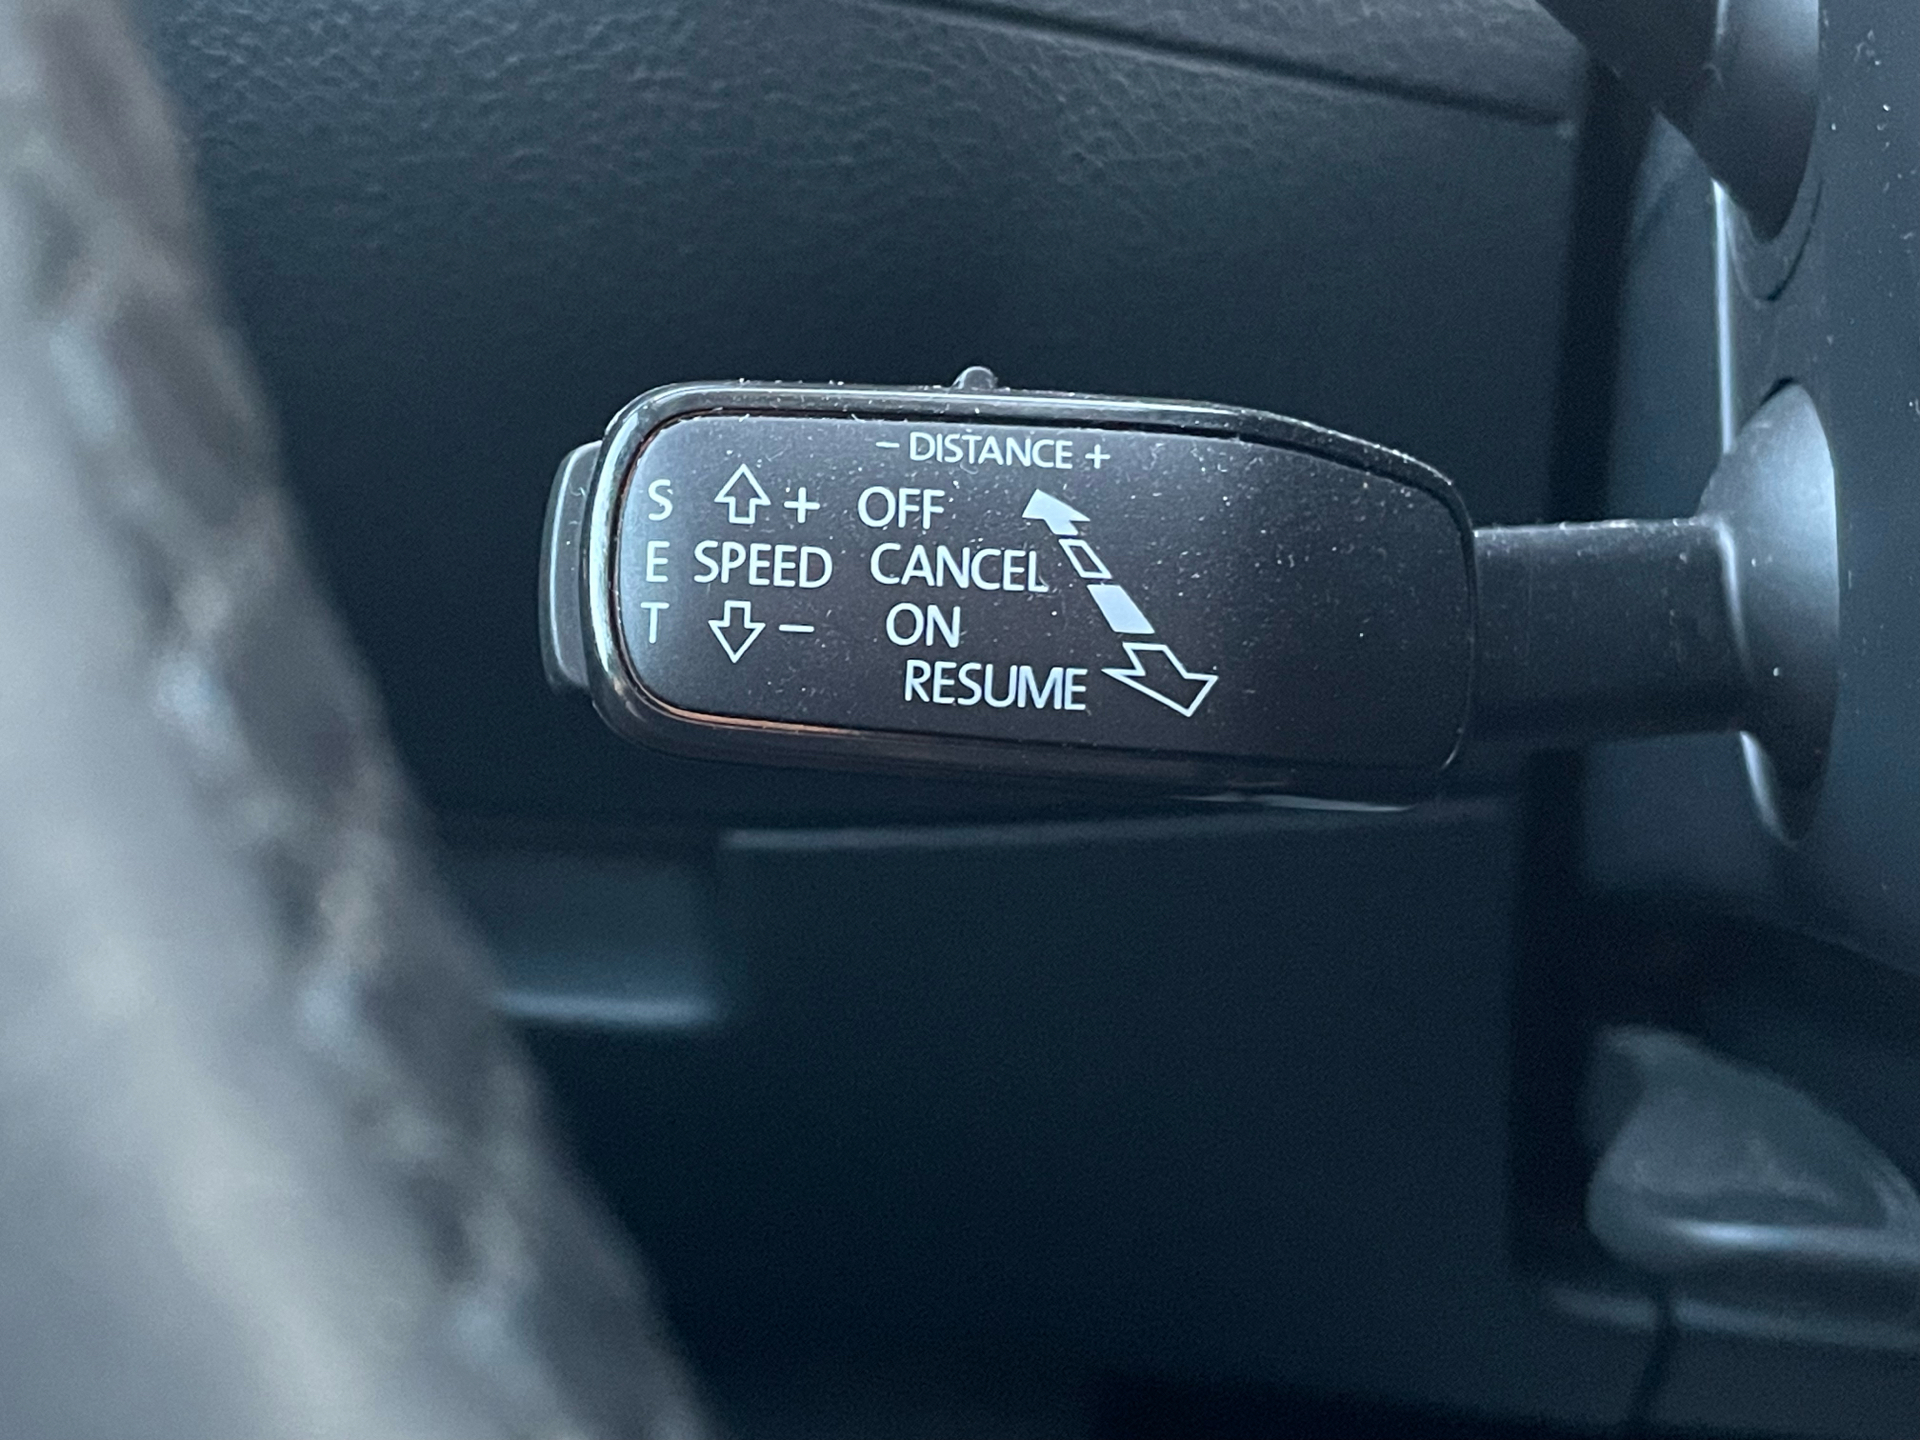 – DISTANCE +
S + OFF
E SPEED CANCEL
T – ON
RESUME